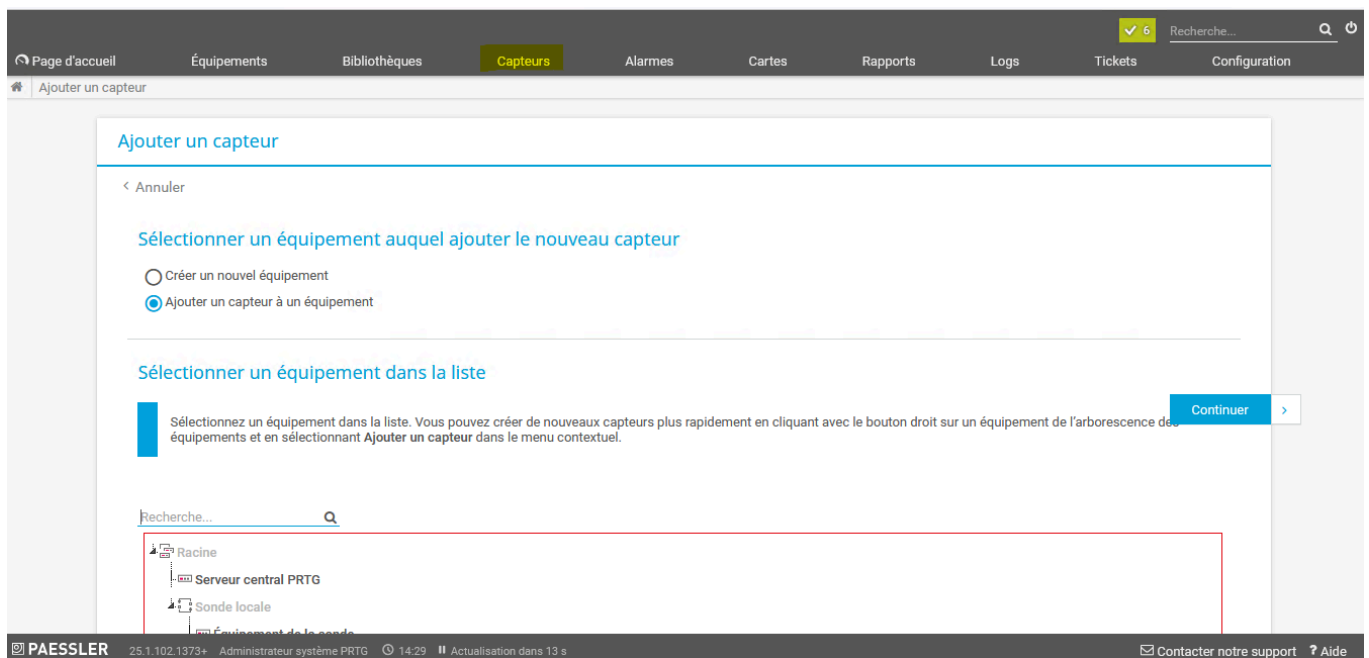 6 Recherche...
Page d'accueil Équipements Bibliothèques Capteurs Alarmes Cartes Rapports Logs Tickets Configuration
Ajouter un capteur
Ajouter un capteur
< Annuler
Sélectionner un équipement auquel ajouter le nouveau capteur
Créer un nouvel équipement
Ajouter un capteur à un équipement
Sélectionner un équipement dans la liste
Continuer >
Sélectionnez un équipement dans la liste. Vous pouvez créer de nouveaux capteurs plus rapidement en cliquant avec le bouton droit sur un équipement de l'arborescence des
équipements et en sélectionnant Ajouter un capteur dans le menu contextuel.
Recherche...
Racine
Serveur central PRTG
Sonde locale
Équipement de la sonde
PAESSLER 25.1.102.1373+ Administrateur système PRTG 14:29 Actualisation dans 13 s Contacter notre support ? Aide